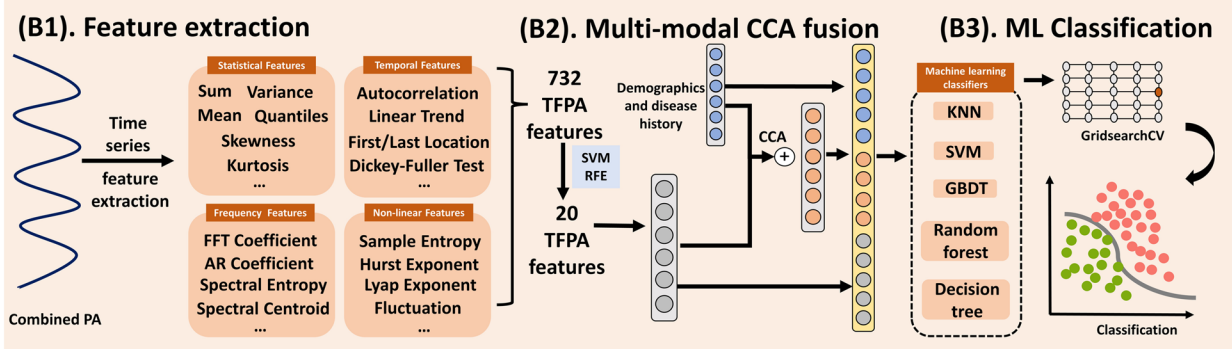 (B1). Feature extraction
Combined PA
Time
series
feature
extraction
Statistical Features
Sum Variance
Mean Quantiles
Skewness
Kurtosis
...
Temporal Features
Autocorrelation
Linear Trend
First/Last Location
Dickey-Fuller Test
...
Frequency Features
FFT Coefficient
AR Coefficient
Spectral Entropy
Spectral Centroid
...
Non-linear Features
Sample Entropy
Hurst Exponent
Lyap Exponent
Fluctuation
...
(B2). Multi-modal CCA fusion
732
TFPA
features
SVM
RFE
20
TFPA
features
Demographics
and disease
history
CCA
+
(B3). ML Classification
Machine learning
classifiers
KNN
SVM
GBDT
Random
forest
Decision
tree
GridsearchCV
Classification